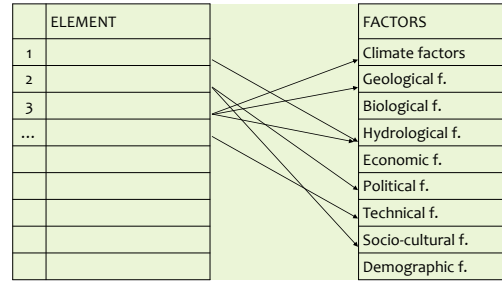 ELEMENT
FACTORS
1
Climate factors
2
Geological f.
3
Biological f.
...
Hydrological f.
Economic f.
Political f.
Technical f.
Socio-cultural f.
Demographic f.